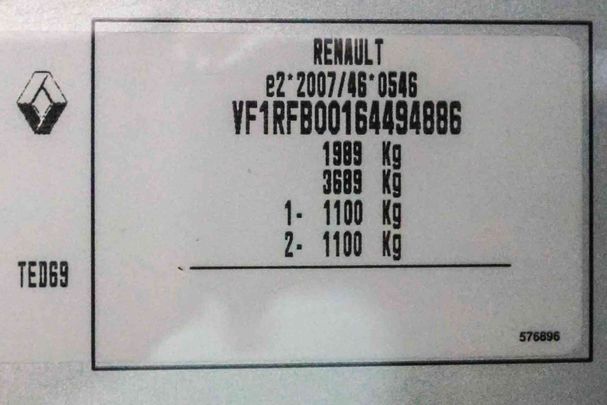 RENAULT
e2*2007/46*0546
VF1RFB00164494886
1989 Kg
3689 Kg
1- 1100 Kg
2- 1100 Kg
TED69
576896